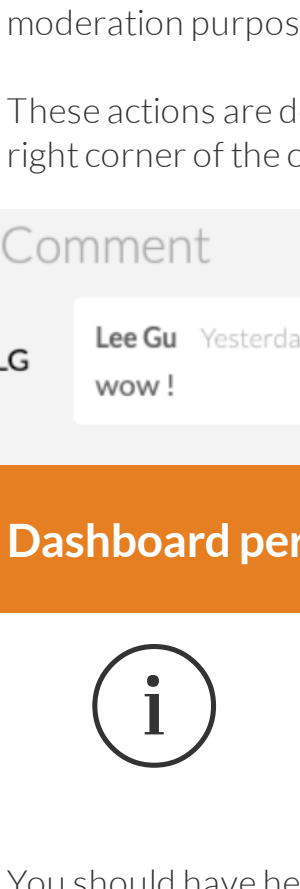 moderation purpos
These actions are d
right corner of the c
Comment
LG
Lee Gu Yesterda
wow !
Dashboard per
i
You should have he